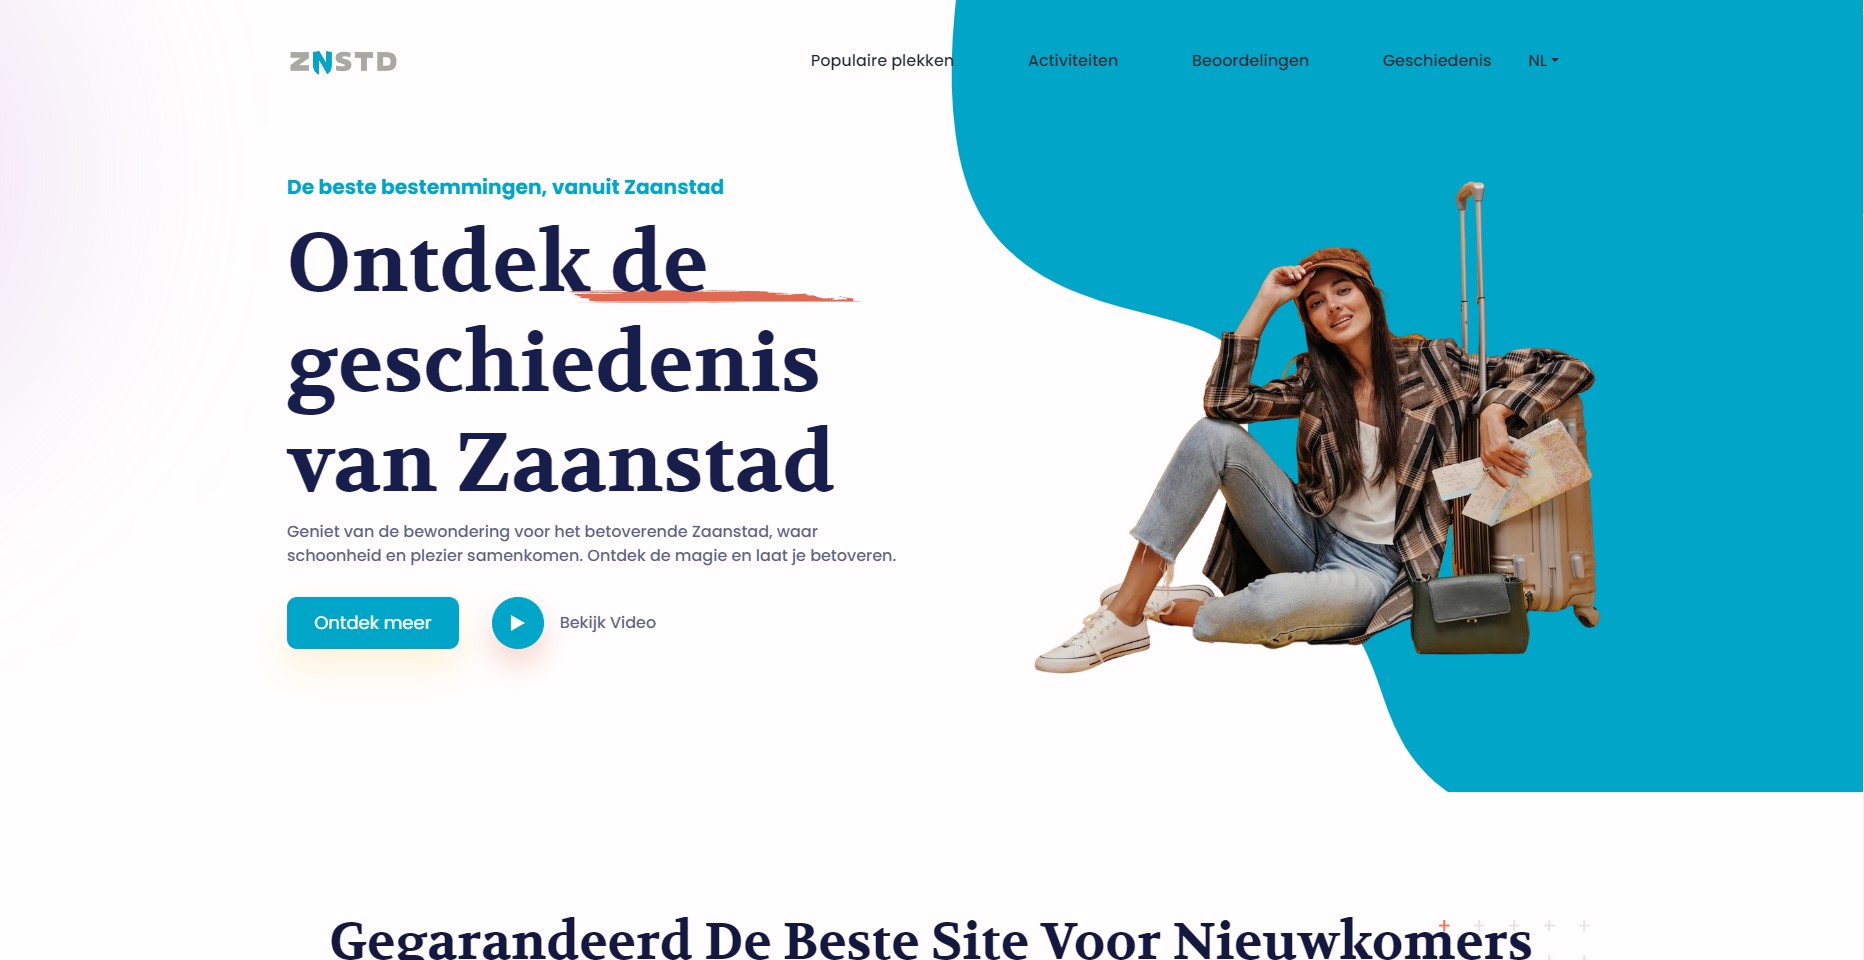 ZNSTD
Populaire plekken
Activiteiten
Beoordelingen
Geschiedenis
NL
De beste bestemmingen, vanuit Zaanstad
Ontdek de
geschiedenis
van Zaanstad
Geniet van de bewondering voor het betoverende Zaanstad, waar
schoonheid en plezier samenkomen. Ontdek de magie en laat je betoveren.
Ontdek meer
Bekijk Video
Gegarandeerd De Beste Site Voor Nieuwkomers